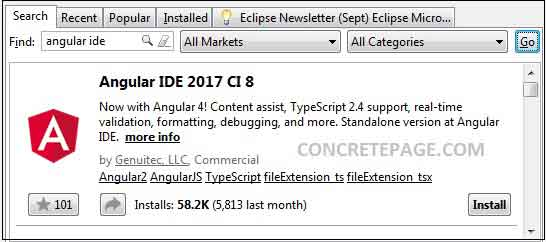 Search Recent Popular Installed Eclipse Newsletter (Sept) Eclipse Micro...
Find: angular ide All Markets All Categories Go
Angular IDE 2017 CI 8
Now with Angular 4! Content assist, TypeScript 2.4 support, real-time
validation, formatting, debugging, and more. Standalone version at Angular
IDE. more info
by Genuitec, LLC, Commercial
CONCRETEPAGE.COM
Angular2 AngularJS TypeScript fileExtension_ts fileExtension_tsx
101 Installs: 58.2K (5,813 last month) Install